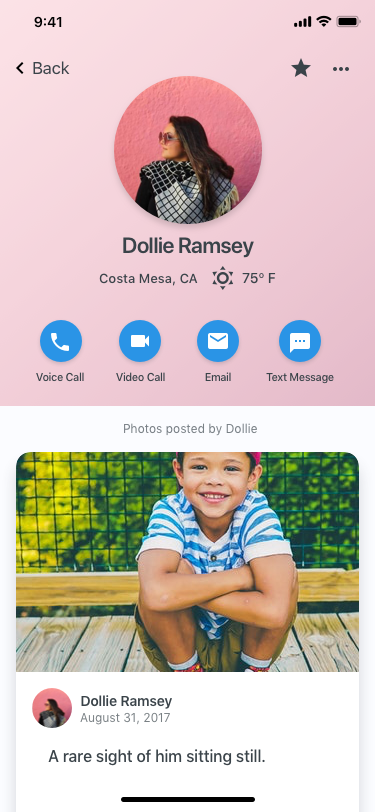 9:41
Back
Dollie Ramsey
Costa Mesa, CA 75° F
Voice Call Video Call Email Text Message
Photos posted by Dollie
Dollie Ramsey
August 31, 2017
A rare sight of him sitting still.